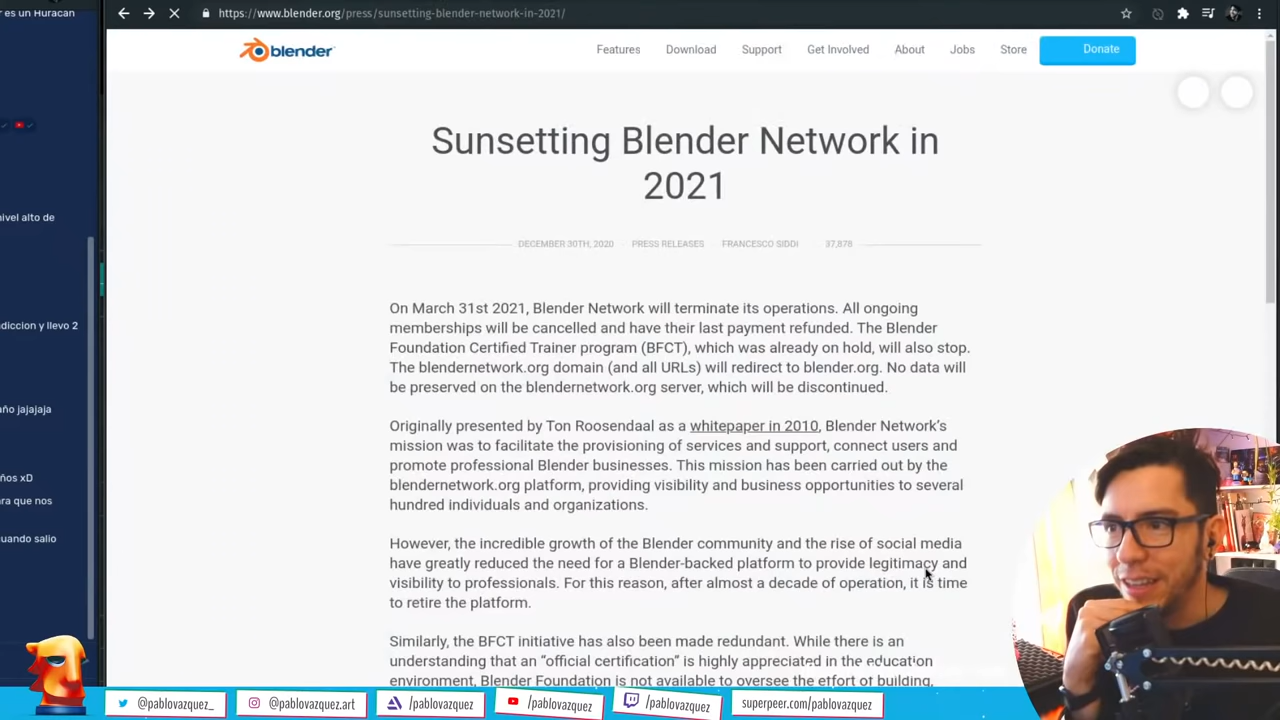 er es un Huracan
nivel alto de
diccion y llevo 2
año jajajaja
ños xD
ara que nos
cuando salio
https://www.blender.org/press/sunsetting-blender-network-in-2021/
blender
Features Download Support Get Involved About Jobs Store Donate
Sunsetting Blender Network in
2021
DECEMBER 30TH, 2020 PRESS RELEASES FRANCESCO SIDDI 37,878
On March 31st 2021, Blender Network will terminate its operations. All ongoing
memberships will be cancelled and have their last payment refunded. The Blender
Foundation Certified Trainer program (BFCT), which was already on hold, will also stop.
The blendernetwork.org domain (and all URLs) will redirect to blender.org. No data will
be preserved on the blendernetwork.org server, which will be discontinued.
Originally presented by Ton Roosendaal as a whitepaper in 2010, Blender Network's
mission was to facilitate the provisioning of services and support, connect users and
promote professional Blender businesses. This mission has been carried out by the
blendernetwork.org platform, providing visibility and business opportunities to several
hundred individuals and organizations.
However, the incredible growth of the Blender community and the rise of social media
have greatly reduced the need for a Blender-backed platform to provide legitimacy and
visibility to professionals. For this reason, after almost a decade of operation, it is time
to retire the platform.
Similarly, the BFCT initiative has also been made redundant. While there is an
understanding that an “official certification” is highly appreciated in the education
environment, Blender Foundation is not available to oversee the effort of building,
@pablovazquez_ @pablovazquez.art /pablovazquez /pablovazquez /pablovazquez superpeer.com/pablovazquez